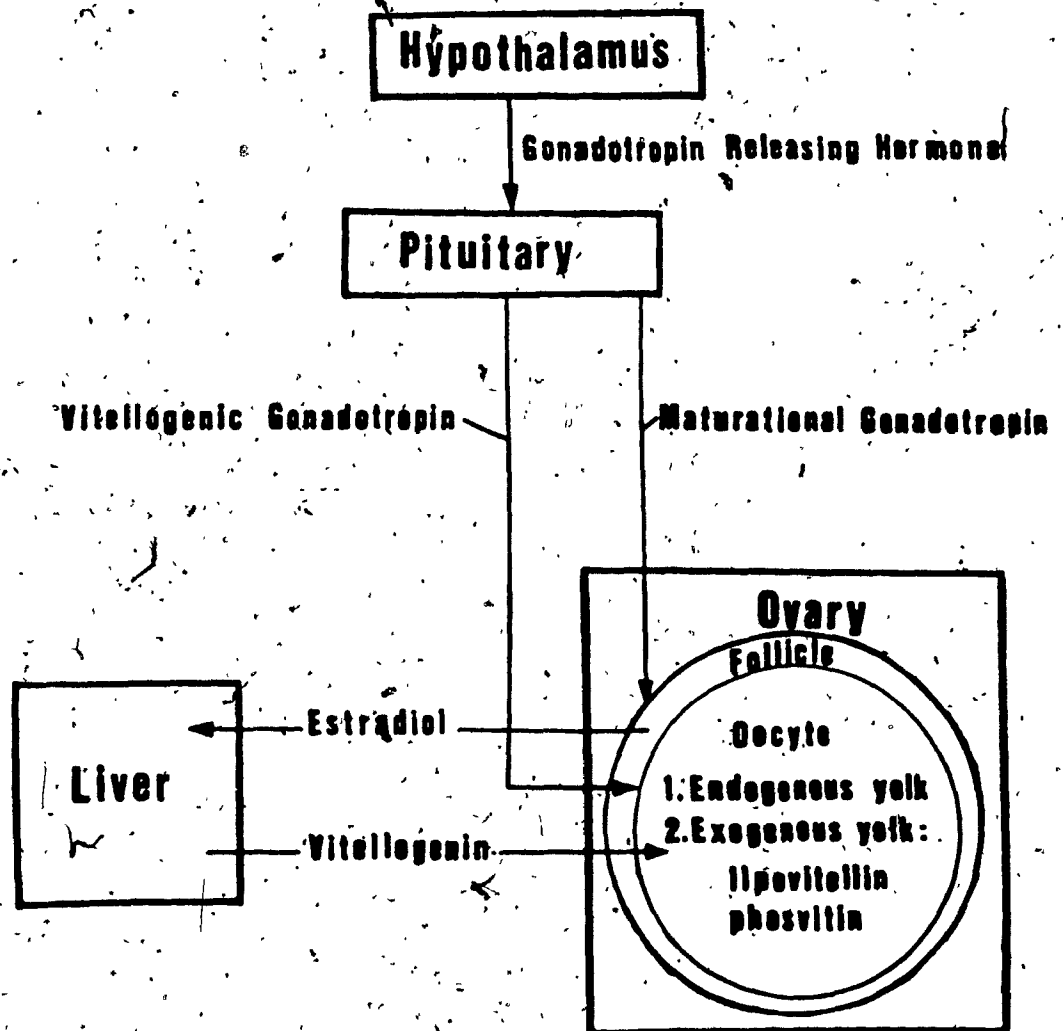 Hypothalamus
Gonadotropin Releasing Hormone
Pituitary
Vitellogenic Gonadotropin
Maturational Gonadotropin
Ovary
Follicle
Estradiol
Oocyte
Liver
1.Endogenous yolk
2.Exogenous yolk:
Vitellogenin
lipovitellin
phosvitin